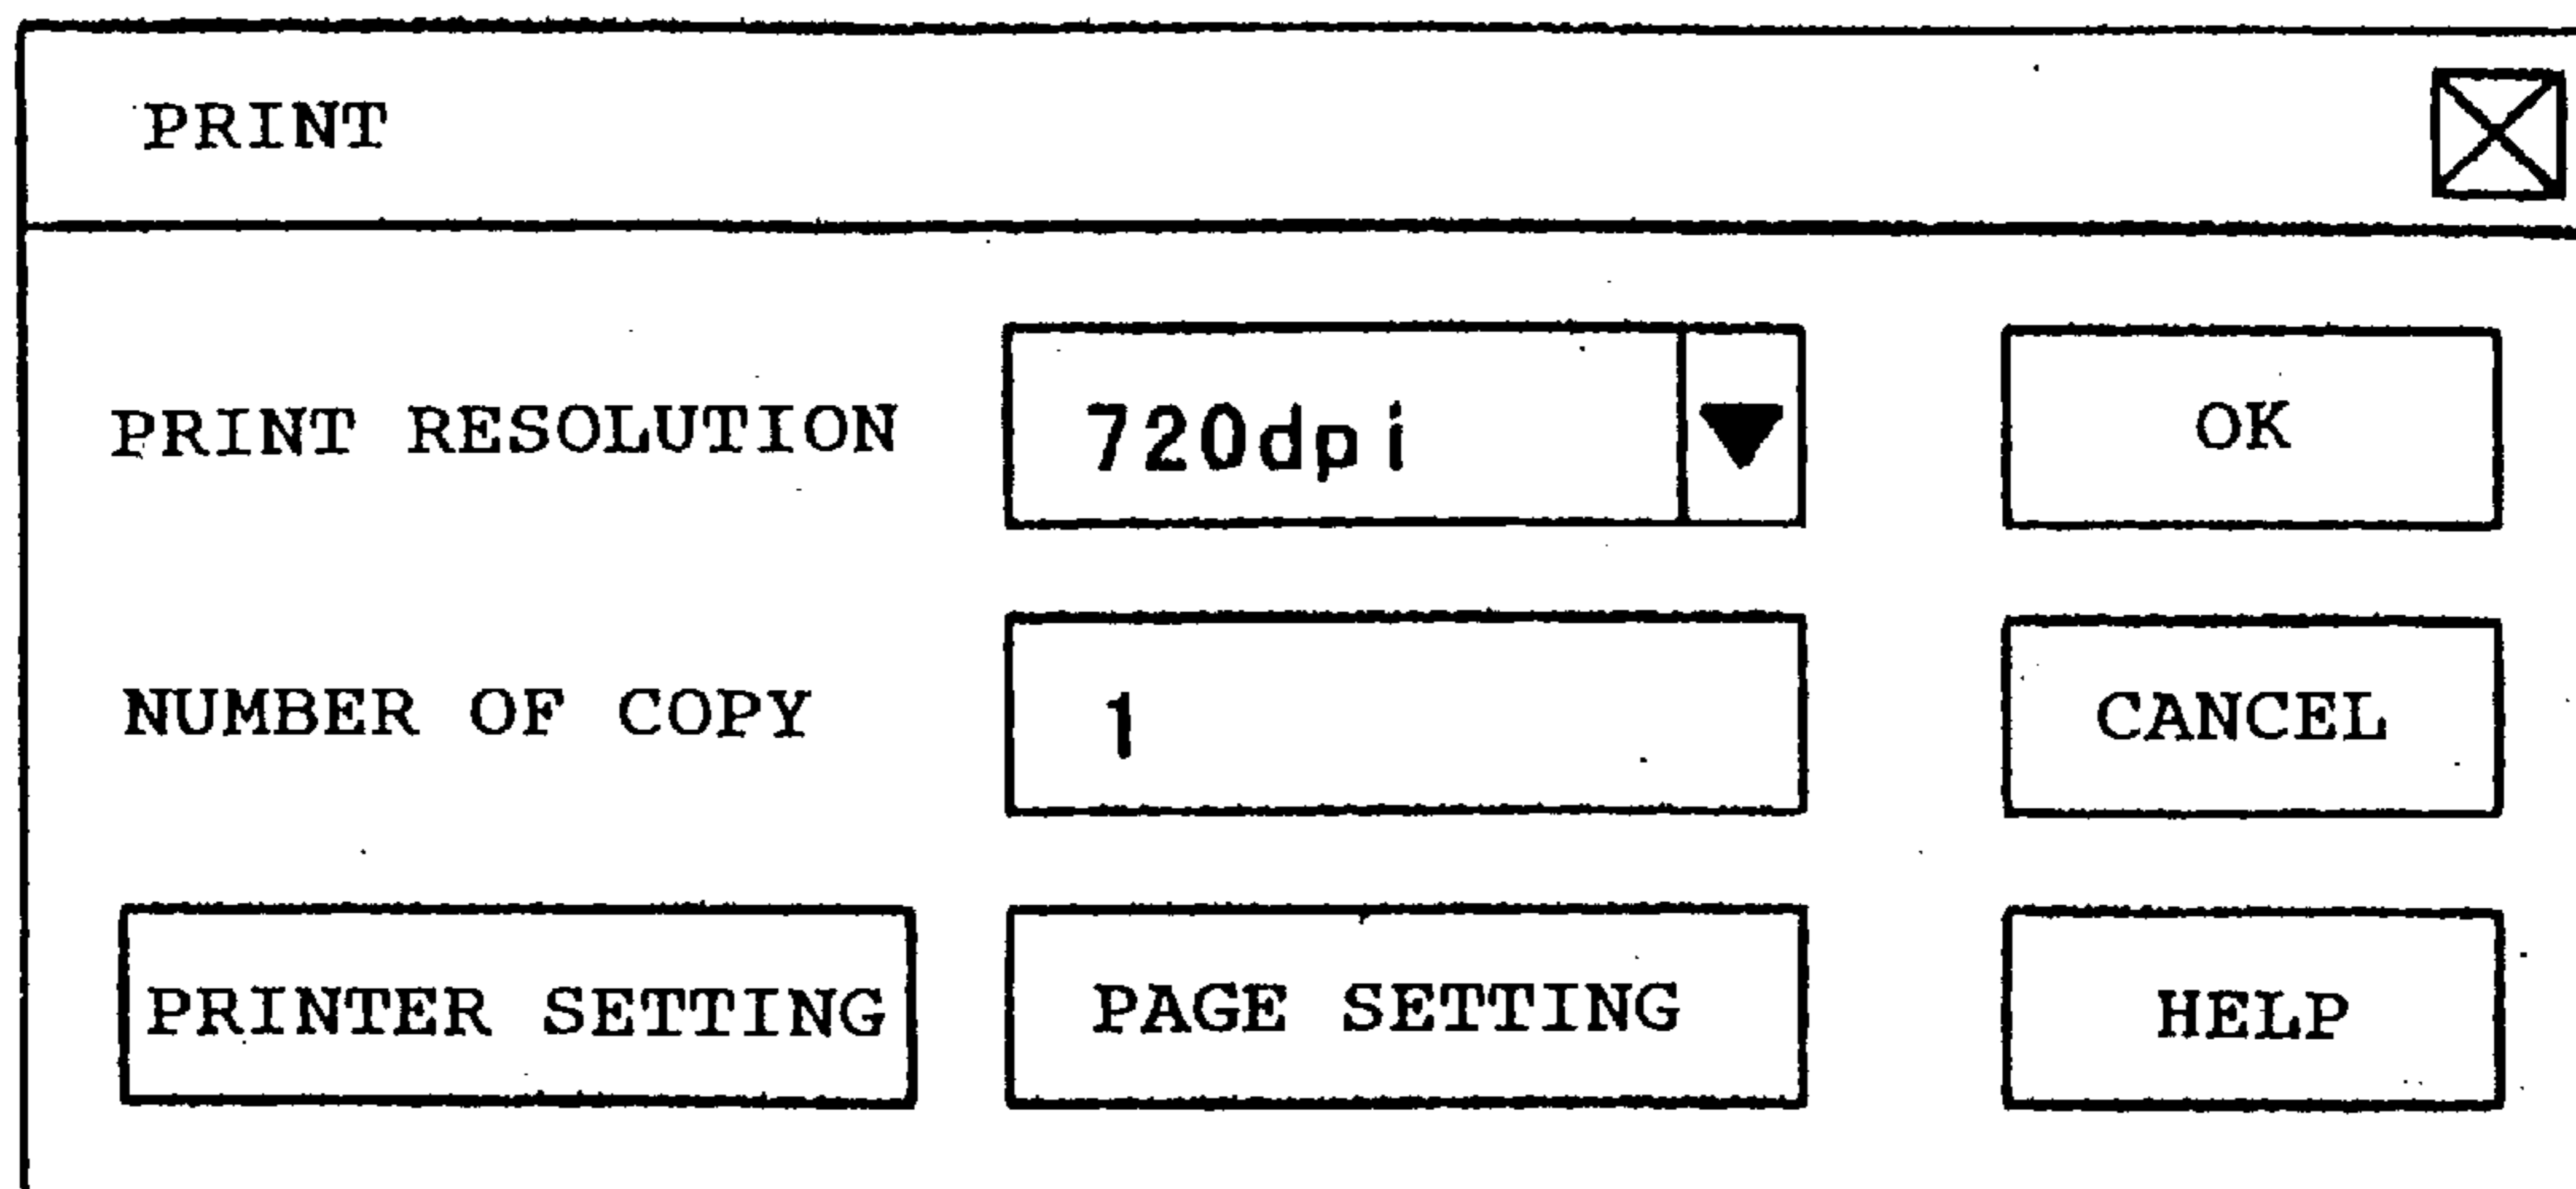 PRINT
PRINT RESOLUTION 720dpi OK
NUMBER OF COPY 1 CANCEL
PRINTER SETTING PAGE SETTING HELP